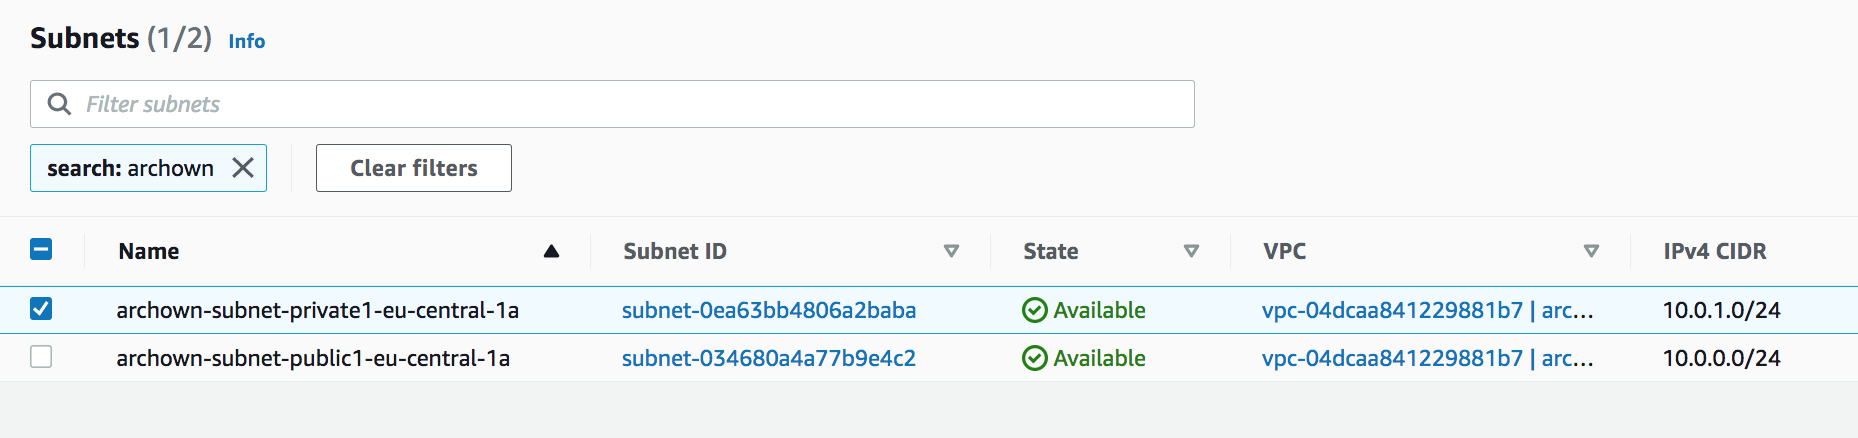 Subnets (1/2) Info
Filter subnets
search: archown Clear filters
Name Subnet ID State VPC IPv4 CIDR
archown-subnet-private1-eu-central-1a subnet-0ea63bb4806a2baba Available vpc-04dcaa841229881b7 | arc... 10.0.1.0/24
archown-subnet-public1-eu-central-1a subnet-034680a4a77b9e4c2 Available vpc-04dcaa841229881b7 | arc... 10.0.0.0/24